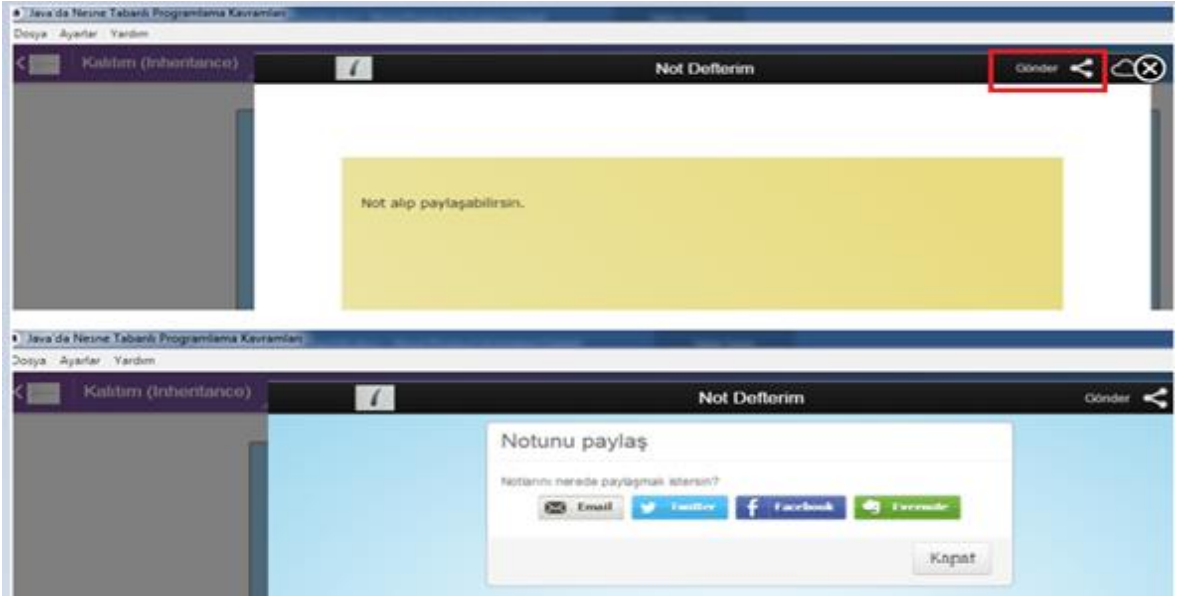 Java'da Nesne Tabanlı Programlama Kavramları
Dosya Ayarlar Yardım
Kalıtım (Inheritance)
Not Defterim
Gönder
Not alıp paylaşabilirsin.
Java'da Nesne Tabanlı Programlama Kavramları
Dosya Ayarlar Yardım
Kalıtım (Inheritance)
Not Defterim
Gönder
Notunu paylaş
Notlarını nerede paylaşmak istersin?
Email Twitter Facebook Evernote
Kapat